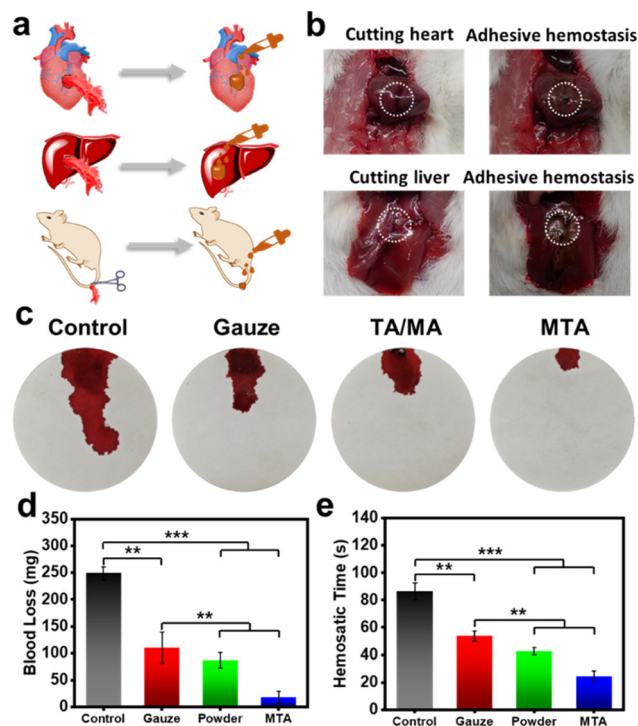 a
b
Cutting heart Adhesive hemostasis
Cutting liver Adhesive hemostasis
c
Control Gauze TA/MA MTA
d
350
300
250
200
150
100
50
0
Blood Loss (mg)
***
**
**
Control Gauze Powder MTA
e
140
120
100
80
60
40
20
0
Hemosatic Time (s)
***
**
**
Control Gauze Powder MTA